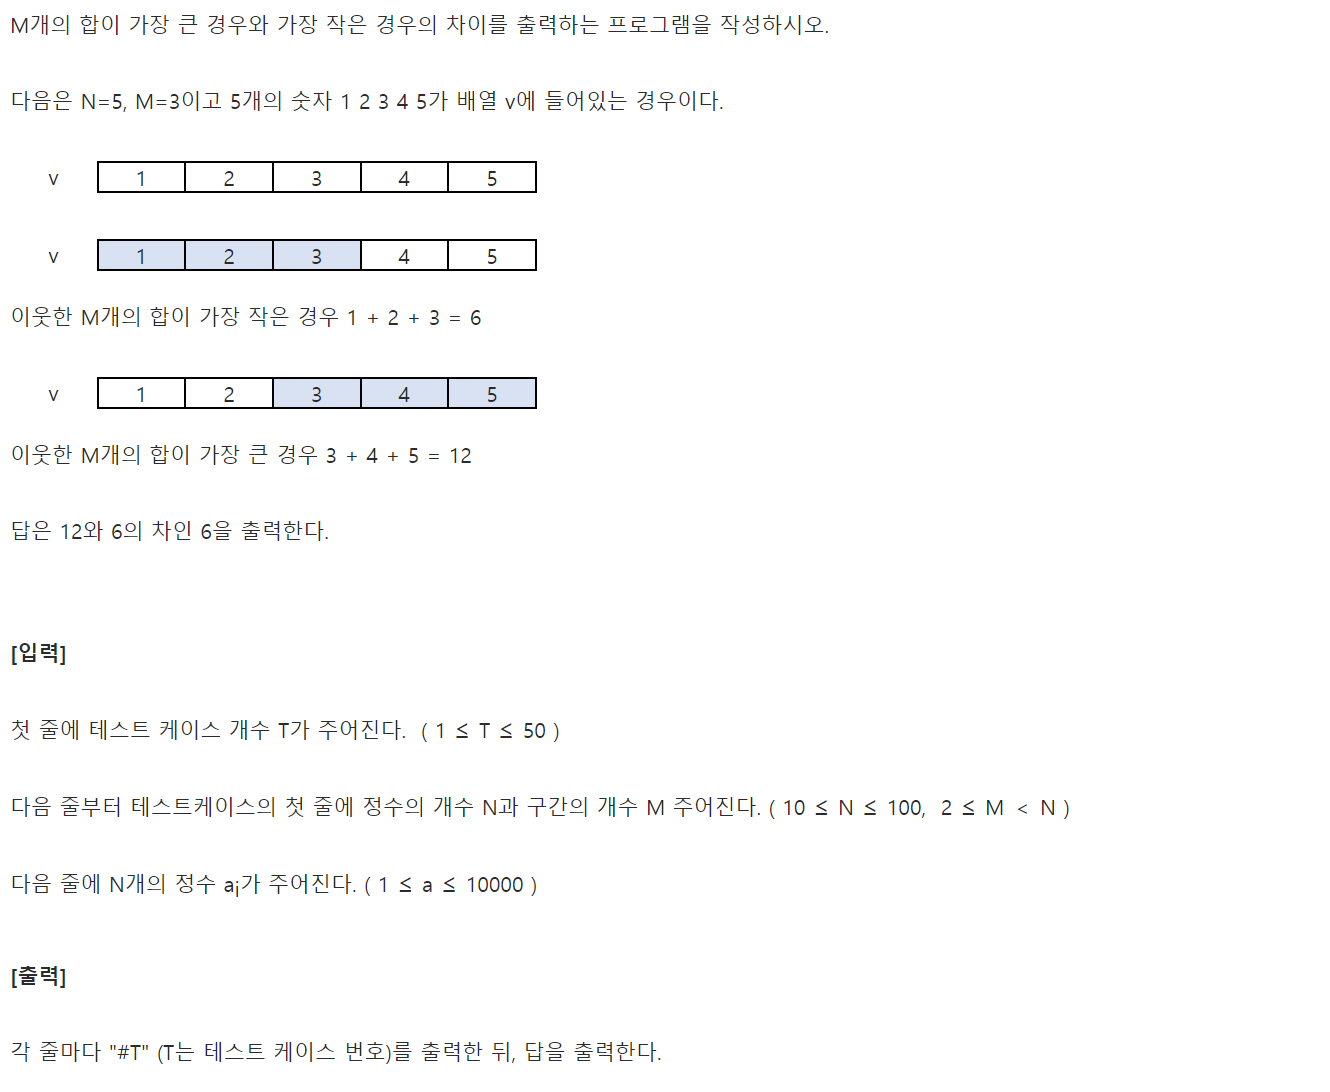 M개의 합이 가장 큰 경우와 가장 작은 경우의 차이를 출력하는 프로그램을 작성하시오.
다음은 N=5, M=3이고 5개의 숫자 1 2 3 4 5가 배열 v에 들어있는 경우이다.
v 1 2 3 4 5
v 1 2 3 4 5
이웃한 M개의 합이 가장 작은 경우 1 + 2 + 3 = 6
v 1 2 3 4 5
이웃한 M개의 합이 가장 큰 경우 3 + 4 + 5 = 12
답은 12와 6의 차인 6을 출력한다.
[입력]
첫 줄에 테스트 케이스 개수 T가 주어진다. ( 1 ≤ T ≤ 50 )
다음 줄부터 테스트케이스의 첫 줄에 정수의 개수 N과 구간의 개수 M 주어진다. ( 10 ≤ N ≤ 100, 2 ≤ M < N )
다음 줄에 N개의 정수 ai가 주어진다. ( 1 ≤ a ≤ 10000 )
[출력]
각 줄마다 "#T" (T는 테스트 케이스 번호)를 출력한 뒤, 답을 출력한다.